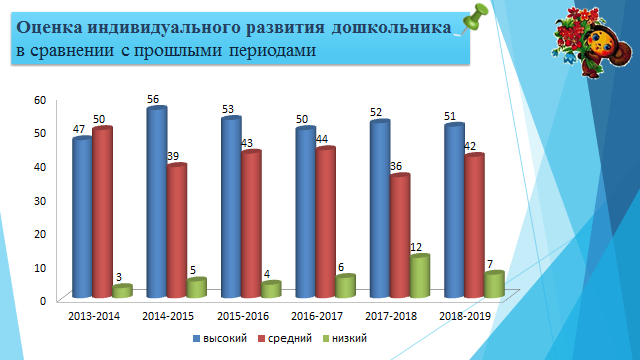 Оценка индивидуального развития дошкольника
в сравнении с прошлыми периодами
60
50
40
30
20
10
0
47 50 3
56 39 5
53 43 4
50 44 6
52 36 12
51 42 7
2013-2014 2014-2015 2015-2016 2016-2017 2017-2018 2018-2019
высокий средний низкий